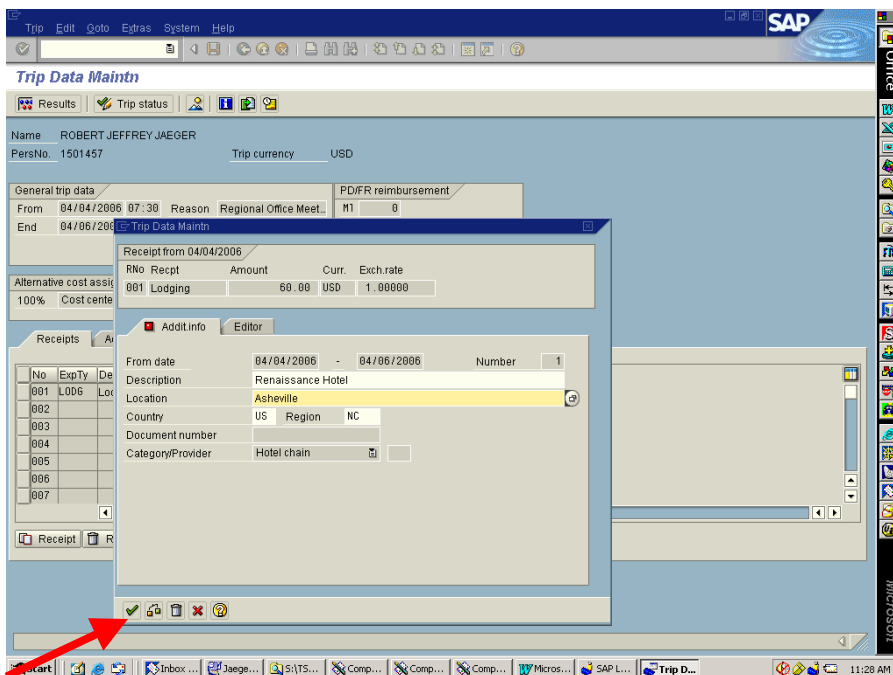 Trip Edit Goto Extras System Help
SAP
Trip Data Maintn
Results Trip status
Name ROBERT JEFFREY JAEGER
PersNo. 1501457 Trip currency USD
General trip data PD/FR reimbursement
From 04/04/2006 07:30 Reason Regional Office Meet.. M1 0
End 04/06/200
Trip Data Maintn
Receipt from 04/04/2006
RNo Recpt Amount Curr. Exch.rate
001 Lodging 60.00 USD 1.00000
Alternative cost assig
100% Cost cente
Addit.info Editor
Receipts A
From date 04/04/2006 - 04/06/2006 Number 1
Description Renaissance Hotel
Location Asheville
Country US Region NC
Document number
Category/Provider Hotel chain
No ExpTy De
001 LODG Loc
002
003
004
005
006
007
Receipt R
Start Inbox ... Jaege... S:\TS... Comp... Comp... Comp... Micros... SAP L... Trip D... 11:28 AM
Office
Microsoft